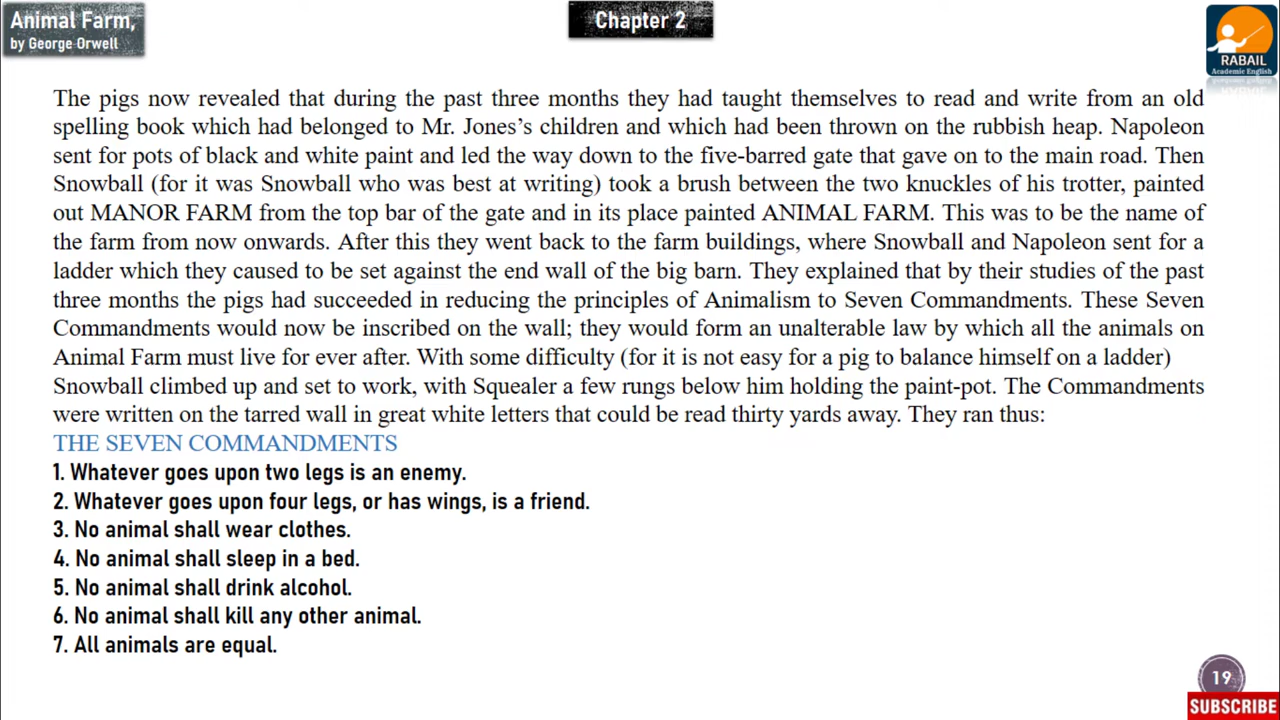 Animal Farm,
by George Orwell
Chapter 2
RABAIL
Academic English
The pigs now revealed that during the past three months they had taught themselves to read and write from an old
spelling book which had belonged to Mr. Jones’s children and which had been thrown on the rubbish heap. Napoleon
sent for pots of black and white paint and led the way down to the five-barred gate that gave on to the main road. Then
Snowball (for it was Snowball who was best at writing) took a brush between the two knuckles of his trotter, painted
out MANOR FARM from the top bar of the gate and in its place painted ANIMAL FARM. This was to be the name of
the farm from now onwards. After this they went back to the farm buildings, where Snowball and Napoleon sent for a
ladder which they caused to be set against the end wall of the big barn. They explained that by their studies of the past
three months the pigs had succeeded in reducing the principles of Animalism to Seven Commandments. These Seven
Commandments would now be inscribed on the wall; they would form an unalterable law by which all the animals on
Animal Farm must live for ever after. With some difficulty (for it is not easy for a pig to balance himself on a ladder)
Snowball climbed up and set to work, with Squealer a few rungs below him holding the paint-pot. The Commandments
were written on the tarred wall in great white letters that could be read thirty yards away. They ran thus:
THE SEVEN COMMANDMENTS
1. Whatever goes upon two legs is an enemy.
2. Whatever goes upon four legs, or has wings, is a friend.
3. No animal shall wear clothes.
4. No animal shall sleep in a bed.
5. No animal shall drink alcohol.
6. No animal shall kill any other animal.
7. All animals are equal.
19
SUBSCRIBE